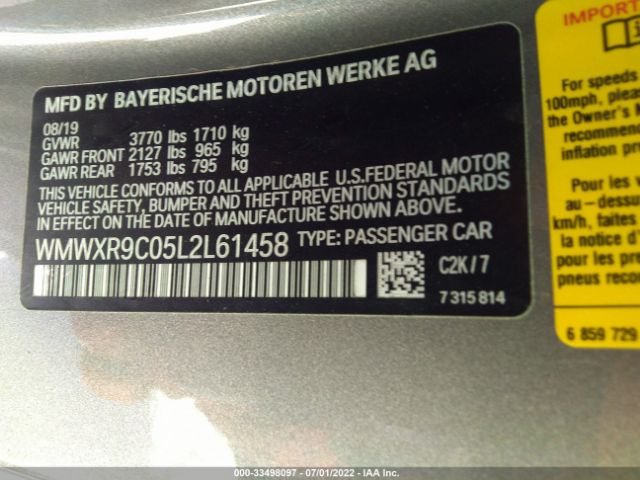 MFD BY BAYERISCHE MOTOREN WERKE AG
08/19
GVWR 3770 lbs 1710 kg
GAWR FRONT 2127 lbs 965 kg
GAWR REAR 1753 lbs 795 kg
THIS VEHICLE CONFORMS TO ALL APPLICABLE U.S.FEDERAL MOTOR
VEHICLE SAFETY, BUMPER AND THEFT PREVENTION STANDARDS
IN EFFECT ON THE DATE OF MANUFACTURE SHOWN ABOVE.
WMWXR9C05L2L61458 TYPE: PASSENGER CAR
C2K/7
7 315 814
IMPORT
For speeds
100mph, please
the Owner's
recommen
inflation pre
Pour des
au-dessu
km/h, faites
la notice o
pour les pre
pneus reco
6 859 729
000-33498097 - 07/01/2022 - IAA Inc.